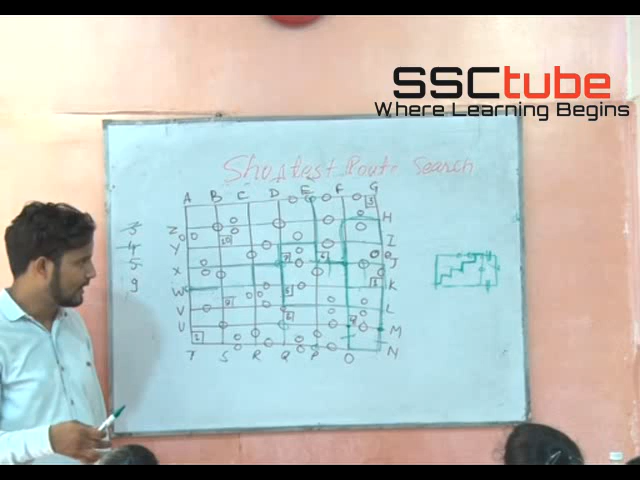 SSCtube
Where Learning Begins
Shortest Route Search
A B C D E F G
H
Z
I
Y
J
X
K
W
L
V
M
U
N
T S R Q P O
3
4
5
9